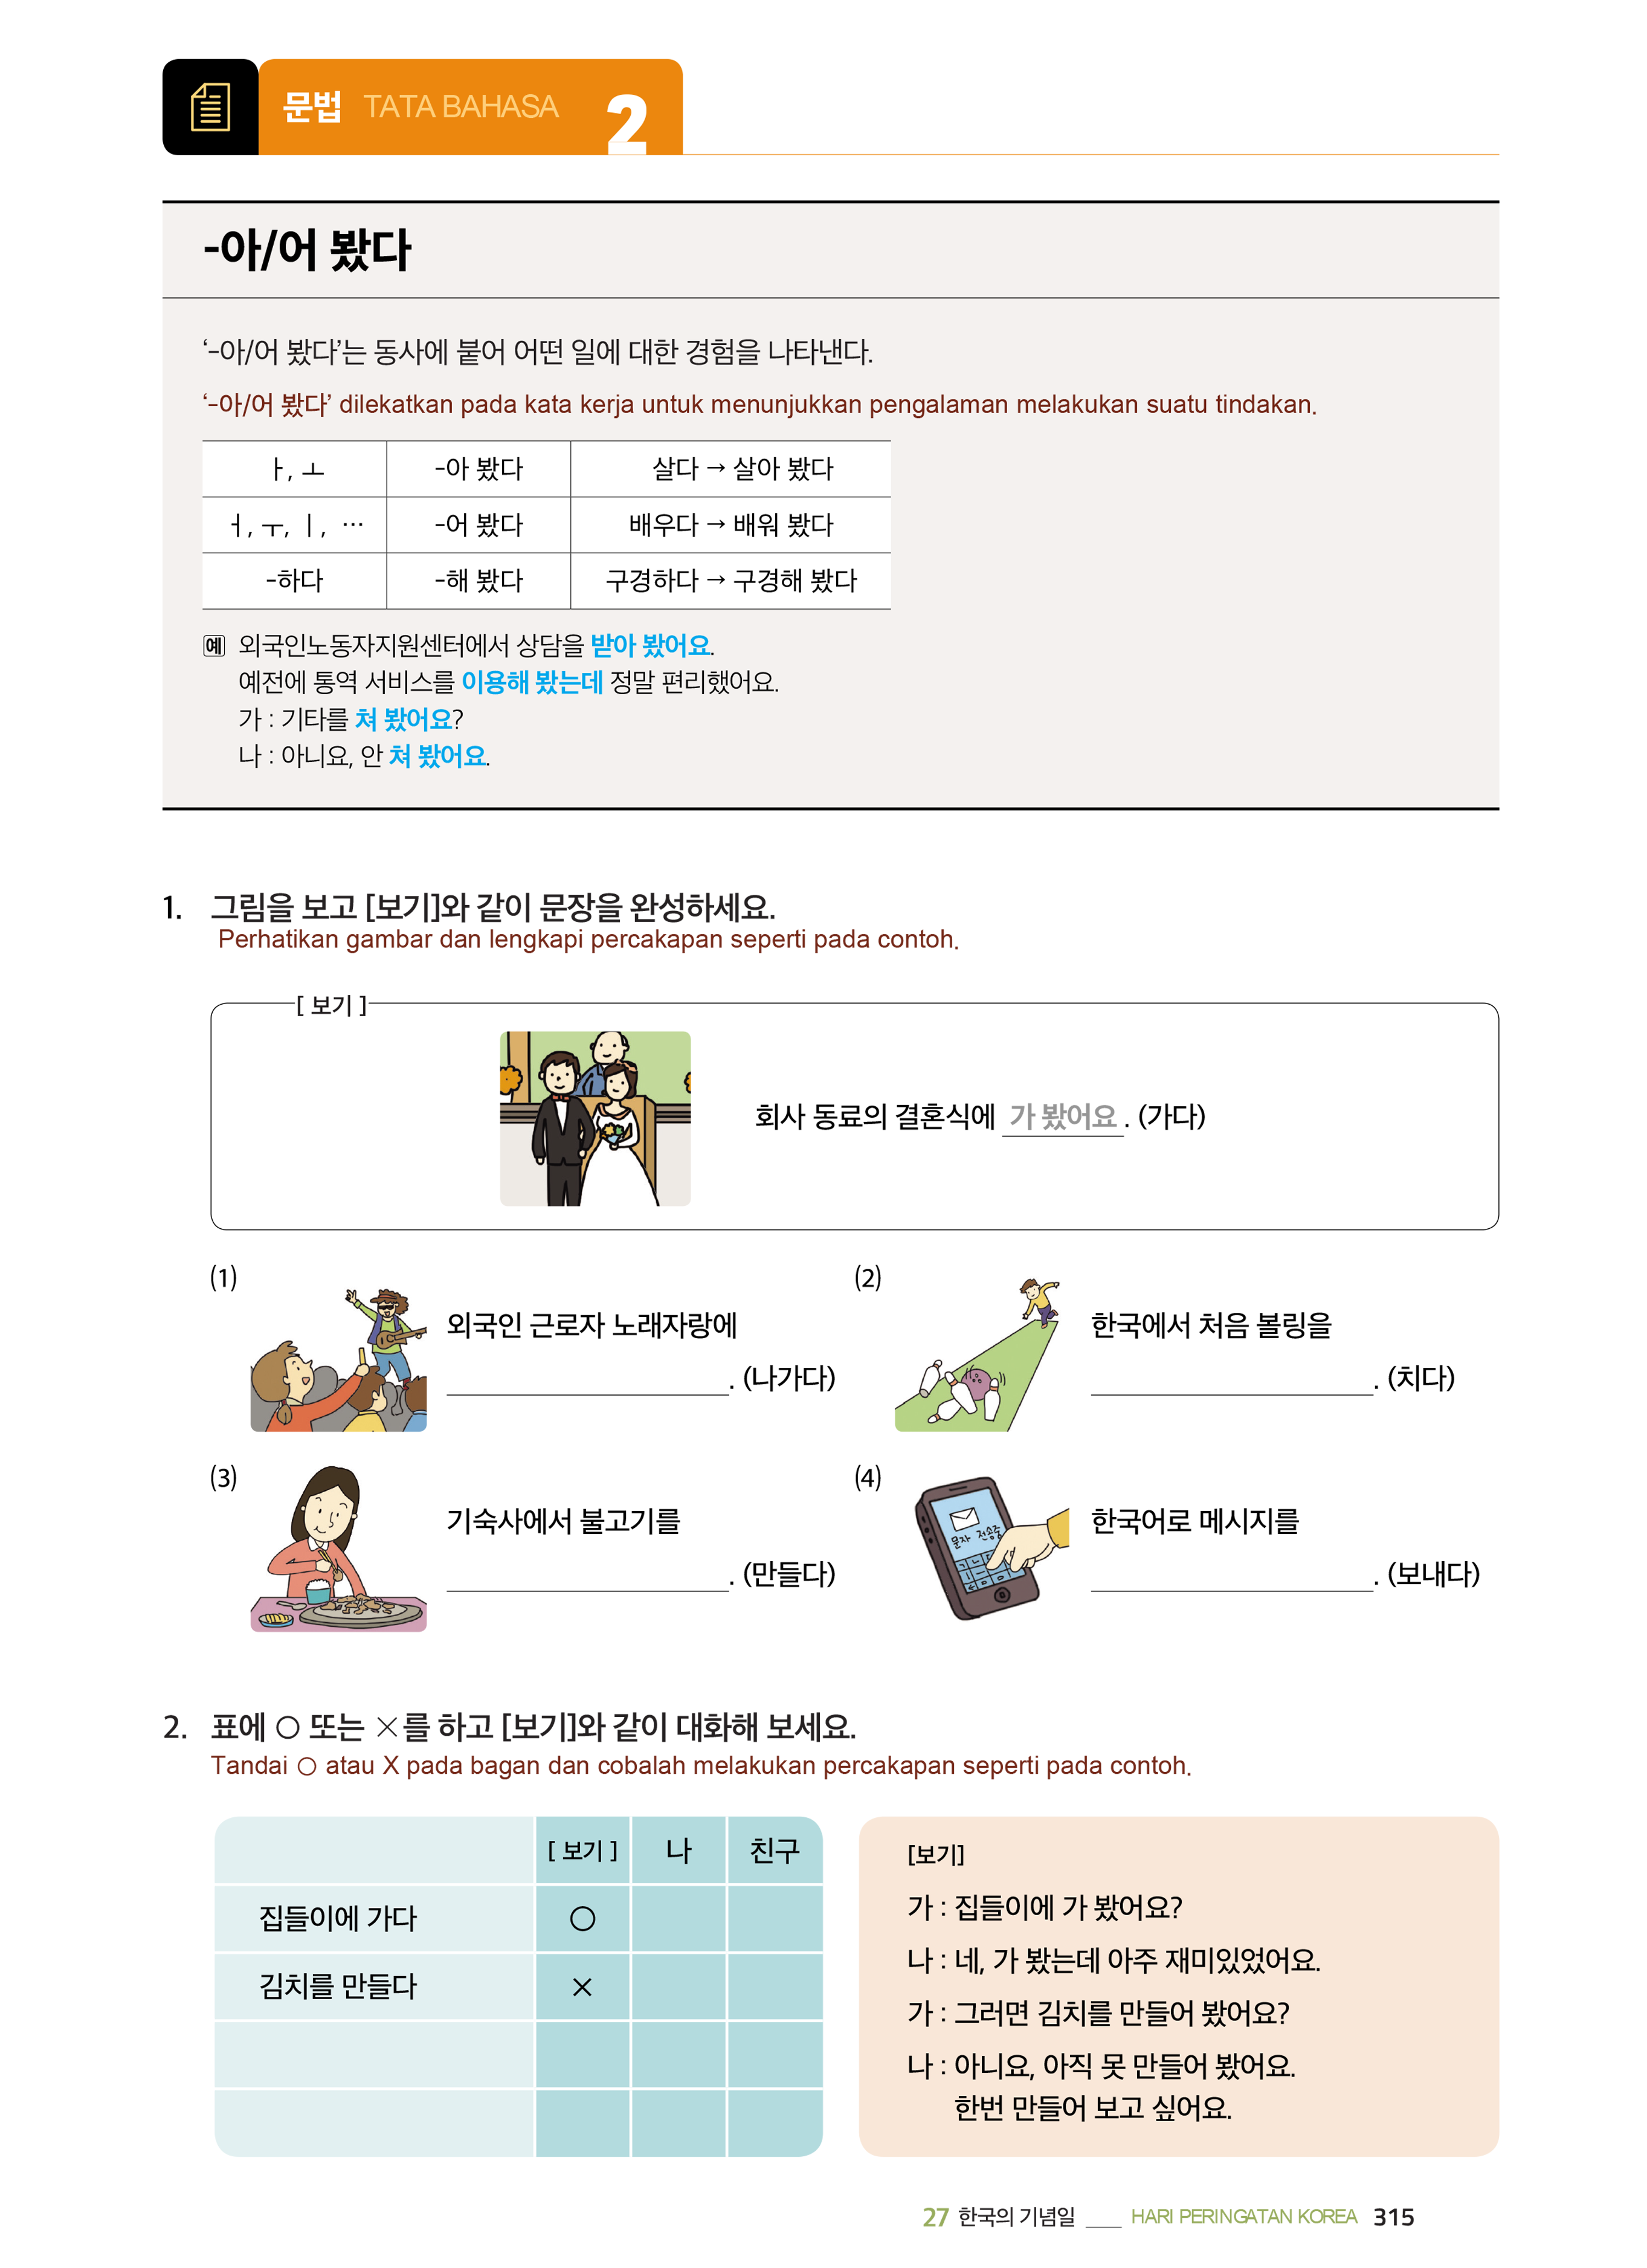 문법 TATA BAHASA 2
-아/어 봤다
‘-아/어 봤다’는 동사에 붙어 어떤 일에 대한 경험을 나타낸다.
‘-아/어 봤다’ dilekatkan pada kata kerja untuk menunjukkan pengalaman melakukan suatu tindakan.
ㅏ, ㅗ -아 봤다 살다 → 살아 봤다
ㅓ, ㅜ, ㅣ, … -어 봤다 배우다 → 배워 봤다
-하다 -해 봤다 구경하다 → 구경해 봤다
예 외국인노동자지원센터에서 상담을 받아 봤어요.
예전에 통역 서비스를 이용해 봤는데 정말 편리했어요.
가 : 기타를 쳐 봤어요?
나 : 아니요, 안 쳐 봤어요.
1. 그림을 보고 [보기]와 같이 문장을 완성하세요.
Perhatikan gambar dan lengkapi percakapan seperti pada contoh.
[ 보기 ]
회사 동료의 결혼식에 가 봤어요 . (가다)
(1)
외국인 근로자 노래자랑에
____________________. (나가다)
(2)
한국에서 처음 볼링을
____________________. (치다)
(3)
기숙사에서 불고기를
____________________. (만들다)
(4)
문자 전송중
한국어로 메시지를
____________________. (보내다)
2. 표에 ○ 또는 ×를 하고 [보기]와 같이 대화해 보세요.
Tandai ○ atau X pada bagan dan cobalah melakukan percakapan seperti pada contoh.
[ 보기 ] 나 친구
집들이에 가다 ○
김치를 만들다 ×
[보기]
가 : 집들이에 가 봤어요?
나 : 네, 가 봤는데 아주 재미있었어요.
가 : 그러면 김치를 만들어 봤어요?
나 : 아니요, 아직 못 만들어 봤어요.
한번 만들어 보고 싶어요.
27 한국의 기념일 ___ HARI PERINGATAN KOREA 315